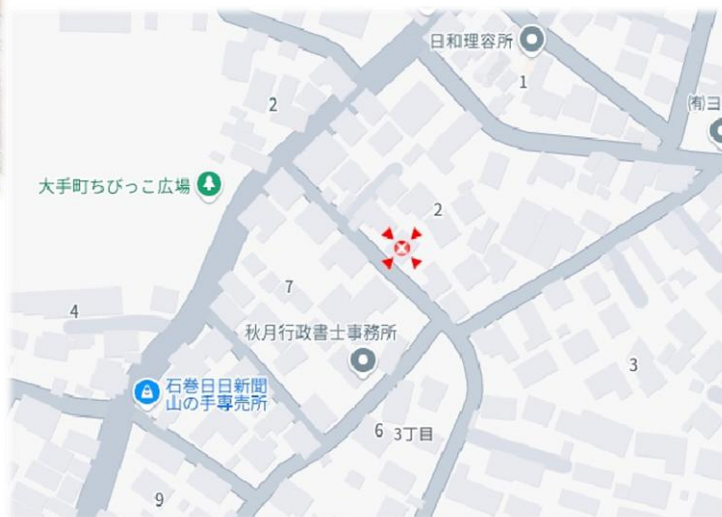 日和理容所
1
(有)ヨ
2
大手町ちびっこ広場
2
7
4
秋月行政書士事務所
3
石巻日日新聞
山の手専売所
6
3丁目
9